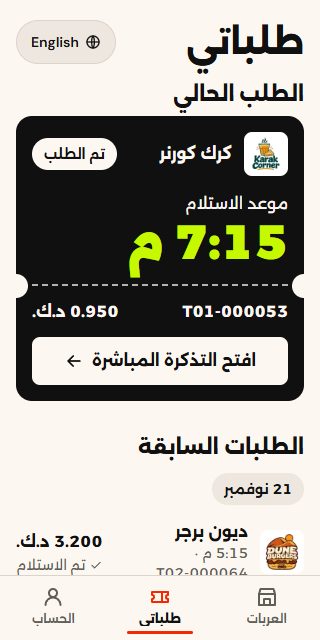 طلباتي
English
الطلب الحالي
Karak Corner
كرك كورنر
تم الطلب
موعد الاستلام
7:15 م
T01-000053
0.950 د.ك.
افتح التذكرة المباشرة ←
الطلبات السابقة
21 نوفمبر
DUNE BURGERS
ديون برجر
3.200 د.ك.
5:15 م ·
✓ تم الاستلام
T02-000064
العربات
طلباتي
الحساب